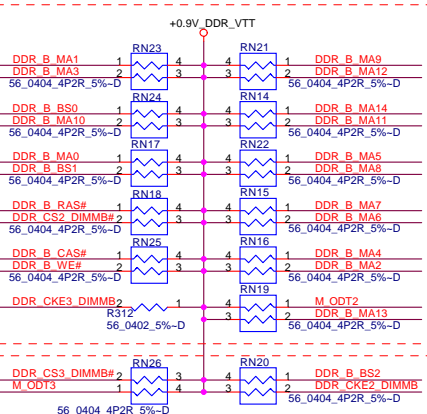 +0.9V_DDR_VTT
RN23 RN21
DDR_B_MA1 1 4 4 1 DDR_B_MA9
DDR_B_MA3 2 3 3 2 DDR_B_MA12
56_0404_4P2R_5%~D 56_0404_4P2R_5%~D
RN24 RN14
DDR_B_BS0 1 4 4 1 DDR_B_MA14
DDR_B_MA10 2 3 3 2 DDR_B_MA11
56_0404_4P2R_5%~D 56_0404_4P2R_5%~D
RN17 RN22
DDR_B_MA0 1 4 4 1 DDR_B_MA5
DDR_B_BS1 2 3 3 2 DDR_B_MA8
56_0404_4P2R_5%~D 56_0404_4P2R_5%~D
RN18 RN15
DDR_B_RAS# 1 4 4 1 DDR_B_MA7
DDR_CS2_DIMMB# 2 3 3 2 DDR_B_MA6
56_0404_4P2R_5%~D 56_0404_4P2R_5%~D
RN25 RN16
DDR_B_CAS# 1 4 4 1 DDR_B_MA4
DDR_B_WE# 2 3 3 2 DDR_B_MA2
56_0404_4P2R_5%~D 56_0404_4P2R_5%~D
RN19
DDR_CKE3_DIMMB 2 1 4 1 M_ODT2
R312 3 2 DDR_B_MA13
56_0402_5%~D 56_0404_4P2R_5%~D
RN26 RN20
DDR_CS3_DIMMB# 2 3 4 1 DDR_B_BS2
M_ODT3 1 4 3 2 DDR_CKE2_DIMMB
56_0404_4P2R_5%~D 56_0404_4P2R_5%~D